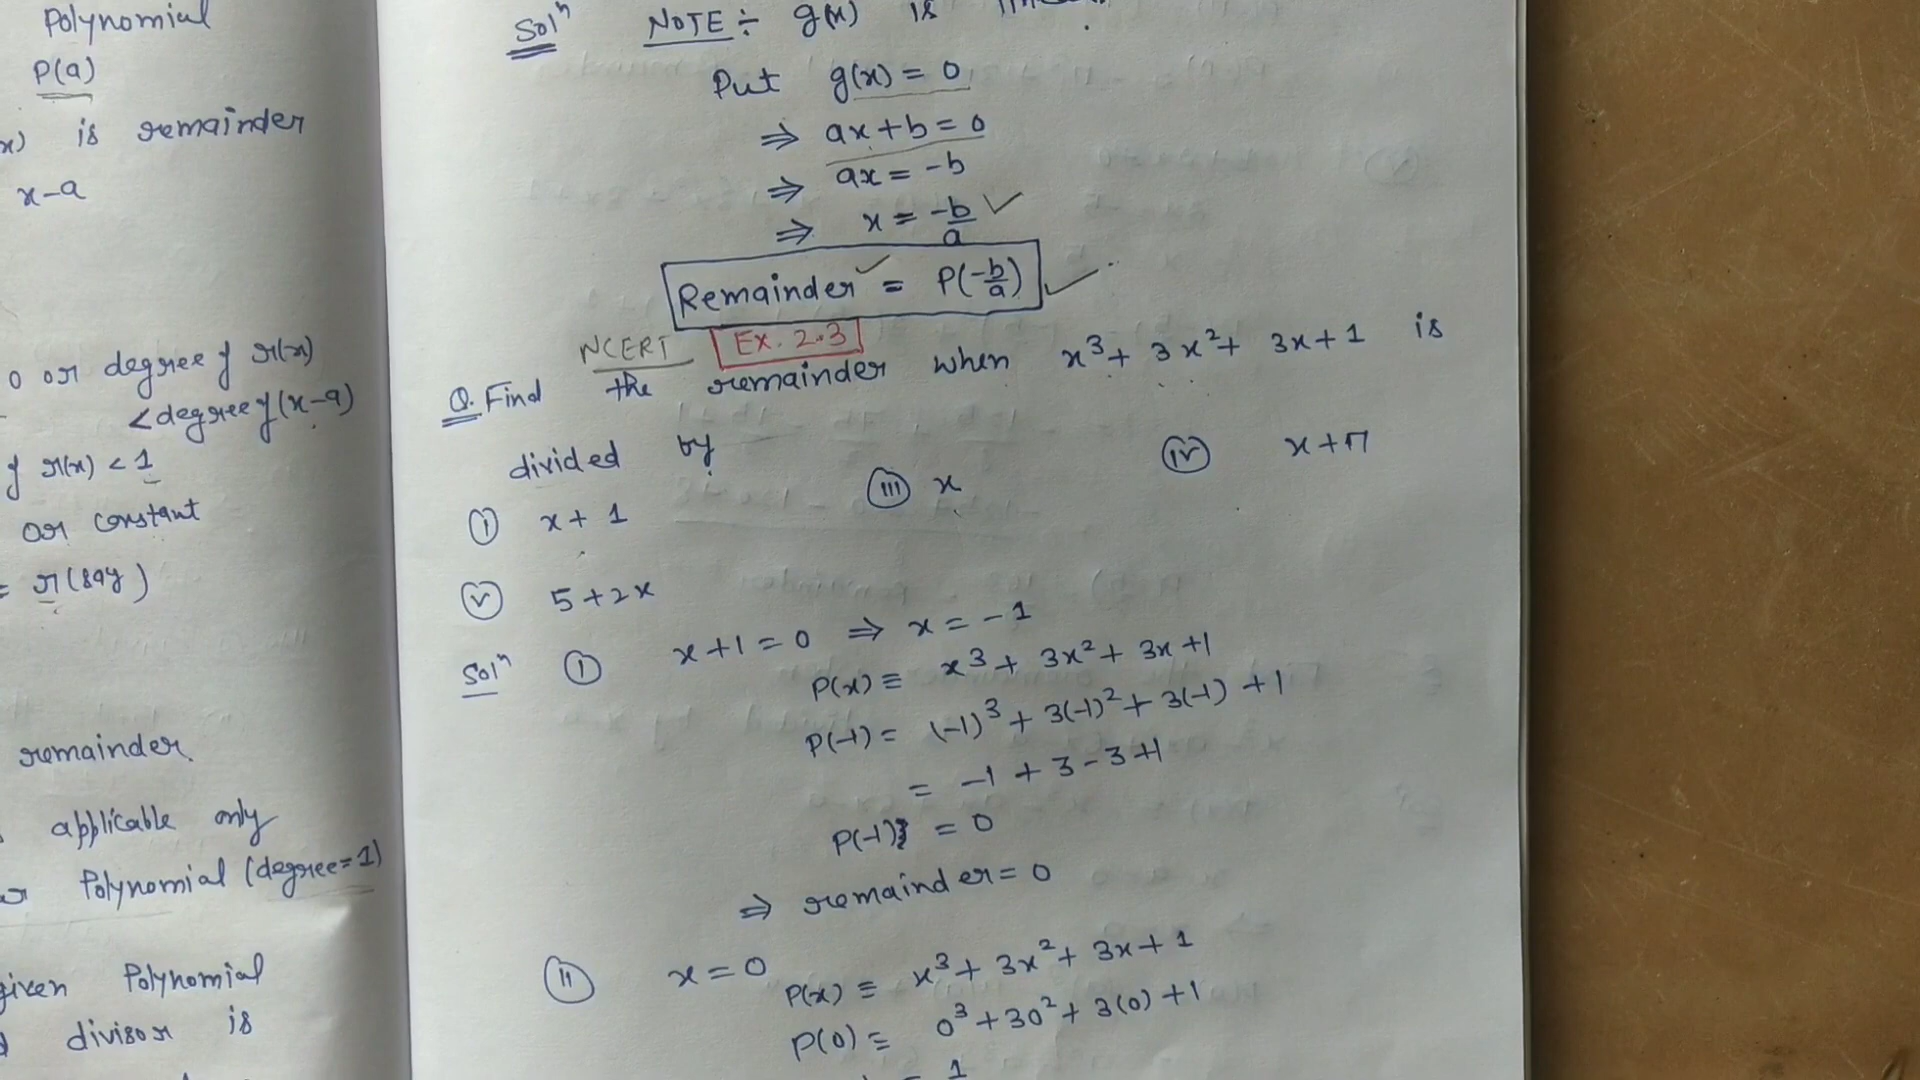 Polynomial
P(a)
x) is remainder
x-a
0 or degree of r(x)
< degree of (x-a)
of r(x) < 1
or constant
= r (say)
remainder
applicable only
Polynomial (degree=1)
given Polynomial
divisor is
Solⁿ NOTE ÷ g(x) is
Put g(x) = 0
⇒ ax+b = 0
⇒ ax = -b
⇒ x = -b/a ✓
Remainder ✓ = P(-b/a) ✓
NCERT Ex. 2.3
Q. Find the remainder when x³+ 3x²+ 3x+1 is
divided by
(i) x+ 1 (iii) x (iv) x+π
(v) 5+2x
Solⁿ (i) x+1 = 0 ⇒ x = -1
P(x) = x³+ 3x²+ 3x+1
P(-1) = (-1)³+ 3(-1)²+ 3(-1) +1
= -1 + 3-3+1
P(-1) = 0
⇒ remainder = 0
(ii) x = 0
P(x) = x³+ 3x²+ 3x+1
P(0) = 0³+30²+ 3(0)+1
= 1